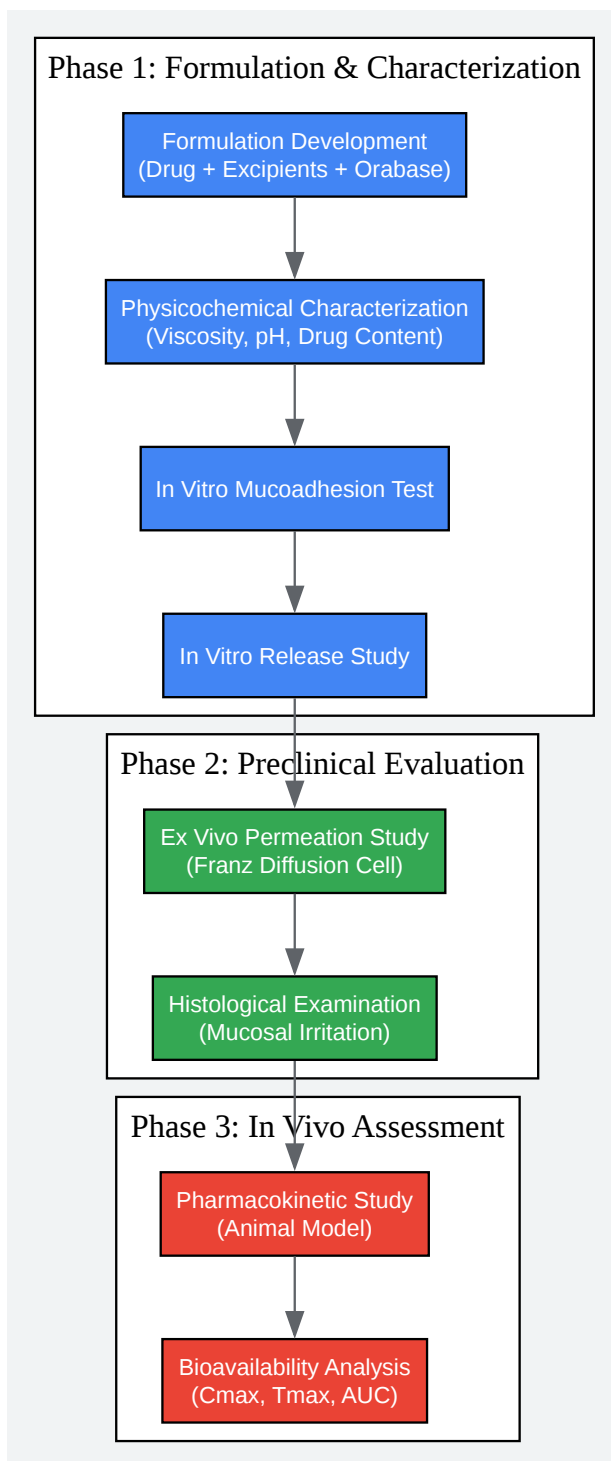 Phase 1: Formulation & Characterization
Formulation Development
(Drug + Excipients + Orabase)
Physicochemical Characterization
(Viscosity, pH, Drug Content)
In Vitro Mucoadhesion Test
In Vitro Release Study
Phase 2: Preclinical Evaluation
Ex Vivo Permeation Study
(Franz Diffusion Cell)
Histological Examination
(Mucosal Irritation)
Phase 3: In Vivo Assessment
Pharmacokinetic Study
(Animal Model)
Bioavailability Analysis
(Cmax, Tmax, AUC)